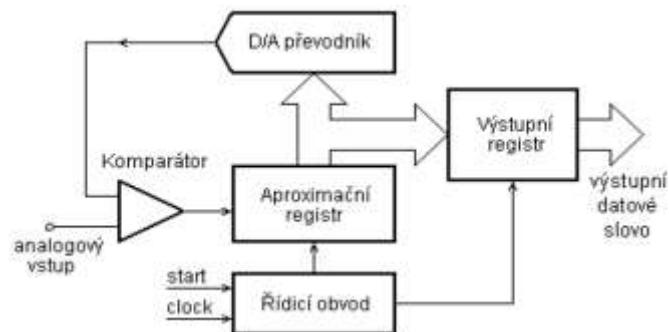 D/A převodník
Komparátor
Výstupní
registr
Aproximační
registr
výstupní
datové
slovo
analogový
vstup
start
clock
Řídicí obvod